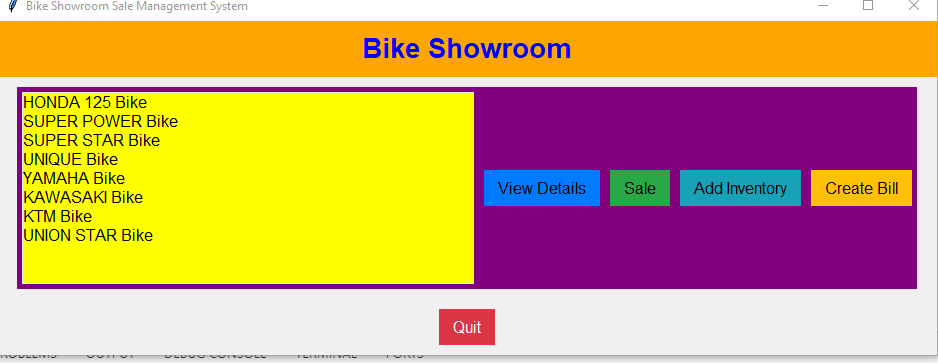 Bike Showroom Sale Management System
Bike Showroom
HONDA 125 Bike
SUPER POWER Bike
SUPER STAR Bike
UNIQUE Bike
YAMAHA Bike
KAWASAKI Bike
KTM Bike
UNION STAR Bike
View Details Sale Add Inventory Create Bill
Quit